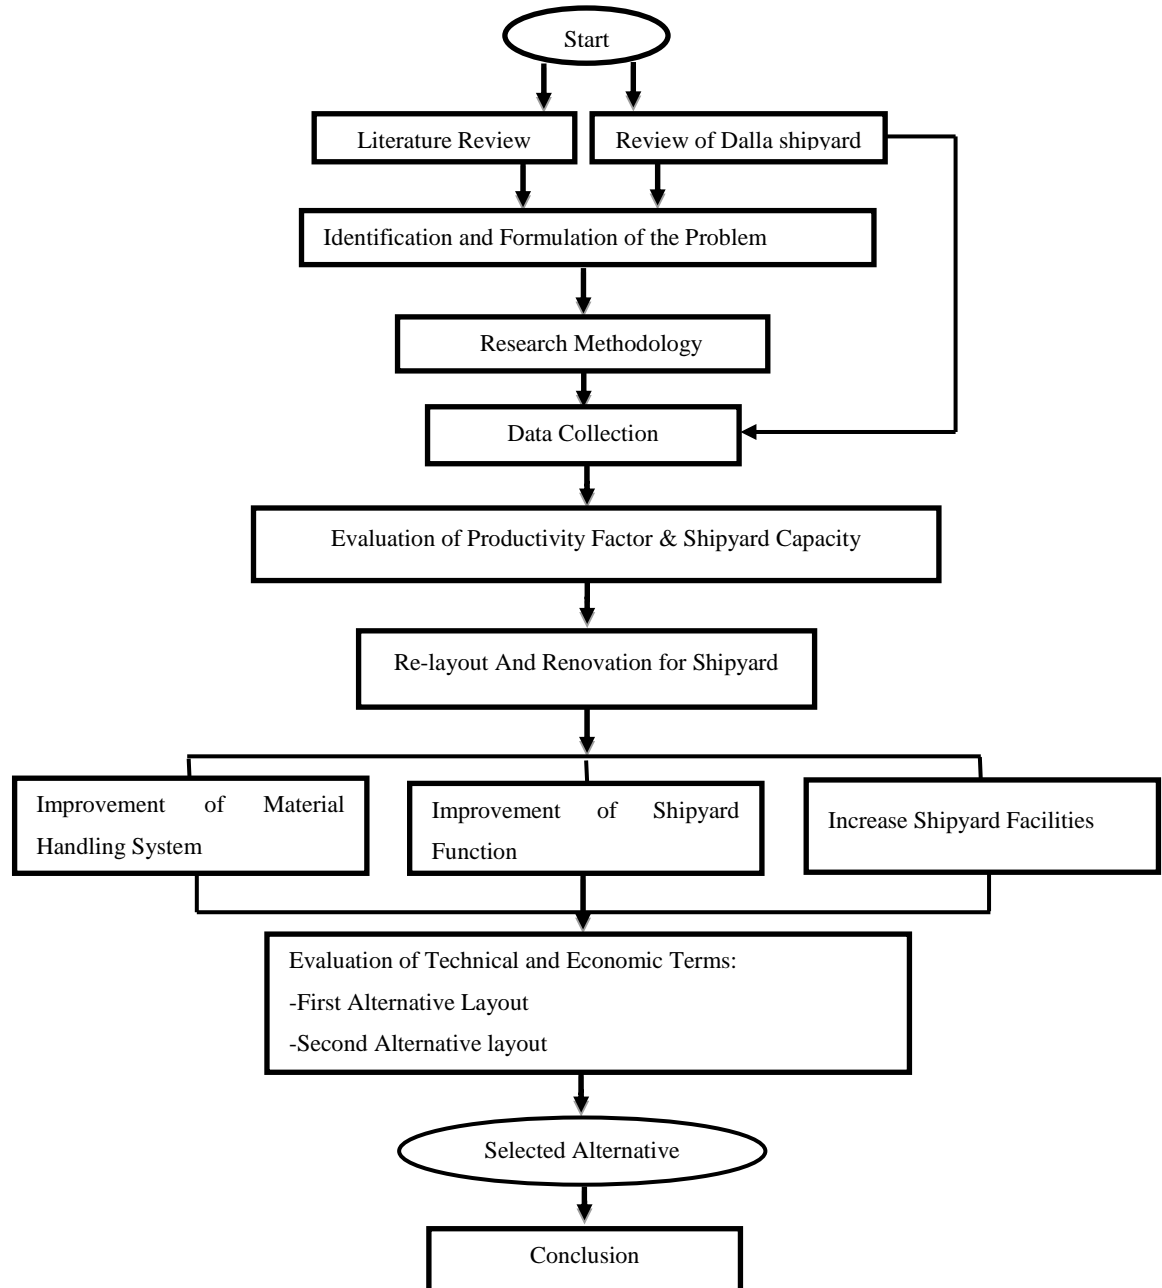 Start
Literature Review
Review of Dalla shipyard
Identification and Formulation of the Problem
Research Methodology
Data Collection
Evaluation of Productivity Factor & Shipyard Capacity
Re-layout And Renovation for Shipyard
Improvement of Material
Handling System
Improvement of Shipyard
Function
Increase Shipyard Facilities
Evaluation of Technical and Economic Terms:
-First Alternative Layout
-Second Alternative layout
Selected Alternative
Conclusion